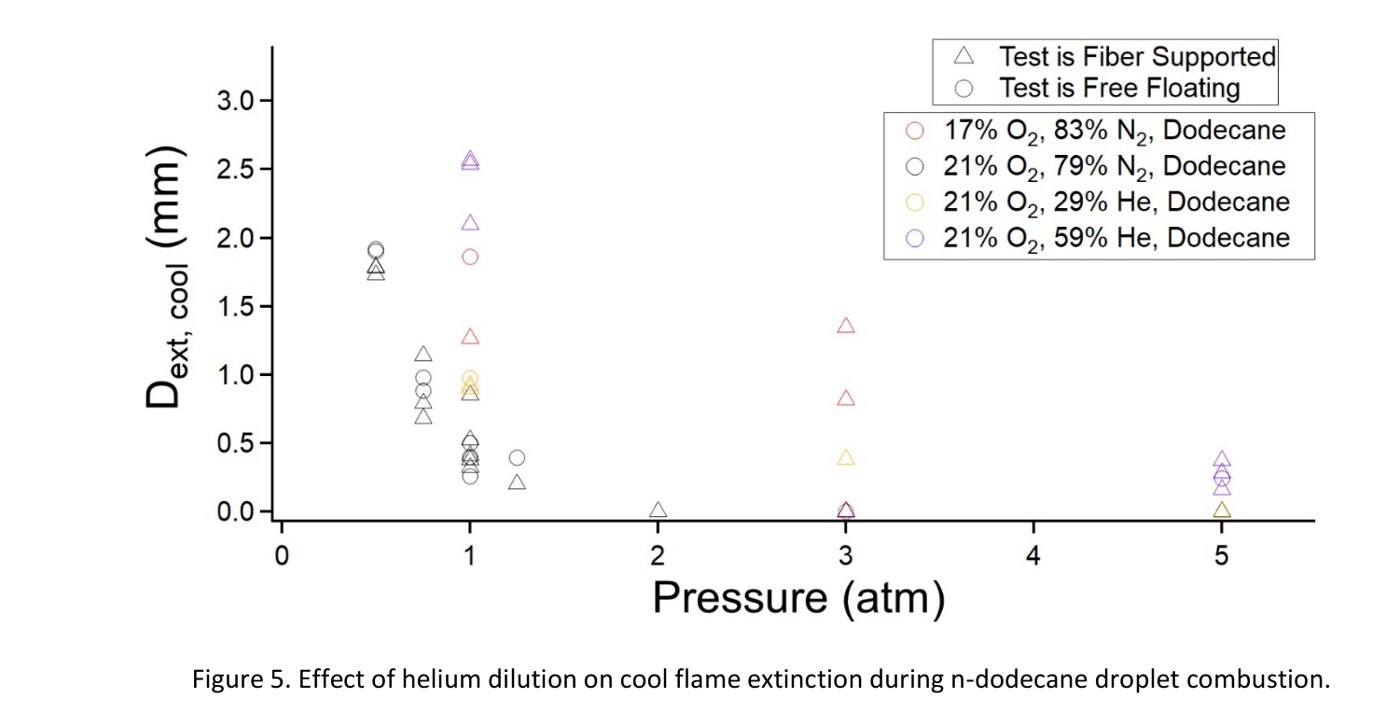 Test is Fiber Supported
Test is Free Floating
17% O₂, 83% N₂, Dodecane
21% O₂, 79% N₂, Dodecane
21% O₂, 29% He, Dodecane
21% O₂, 59% He, Dodecane
D_ext, cool (mm)
3.0
2.5
2.0
1.5
1.0
0.5
0.0
0 1 2 3 4 5
Pressure (atm)
Figure 5. Effect of helium dilution on cool flame extinction during n-dodecane droplet combustion.